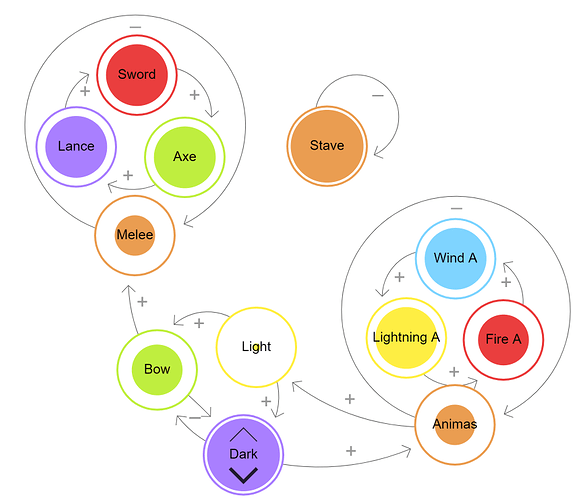 −
Sword
+
+
Lance
Axe
+
Melee
−
Stave
−
Wind A
+
+
Lightning A
Fire A
+
Animas
+
+
Light
Bow
+
+
−
Dark
+